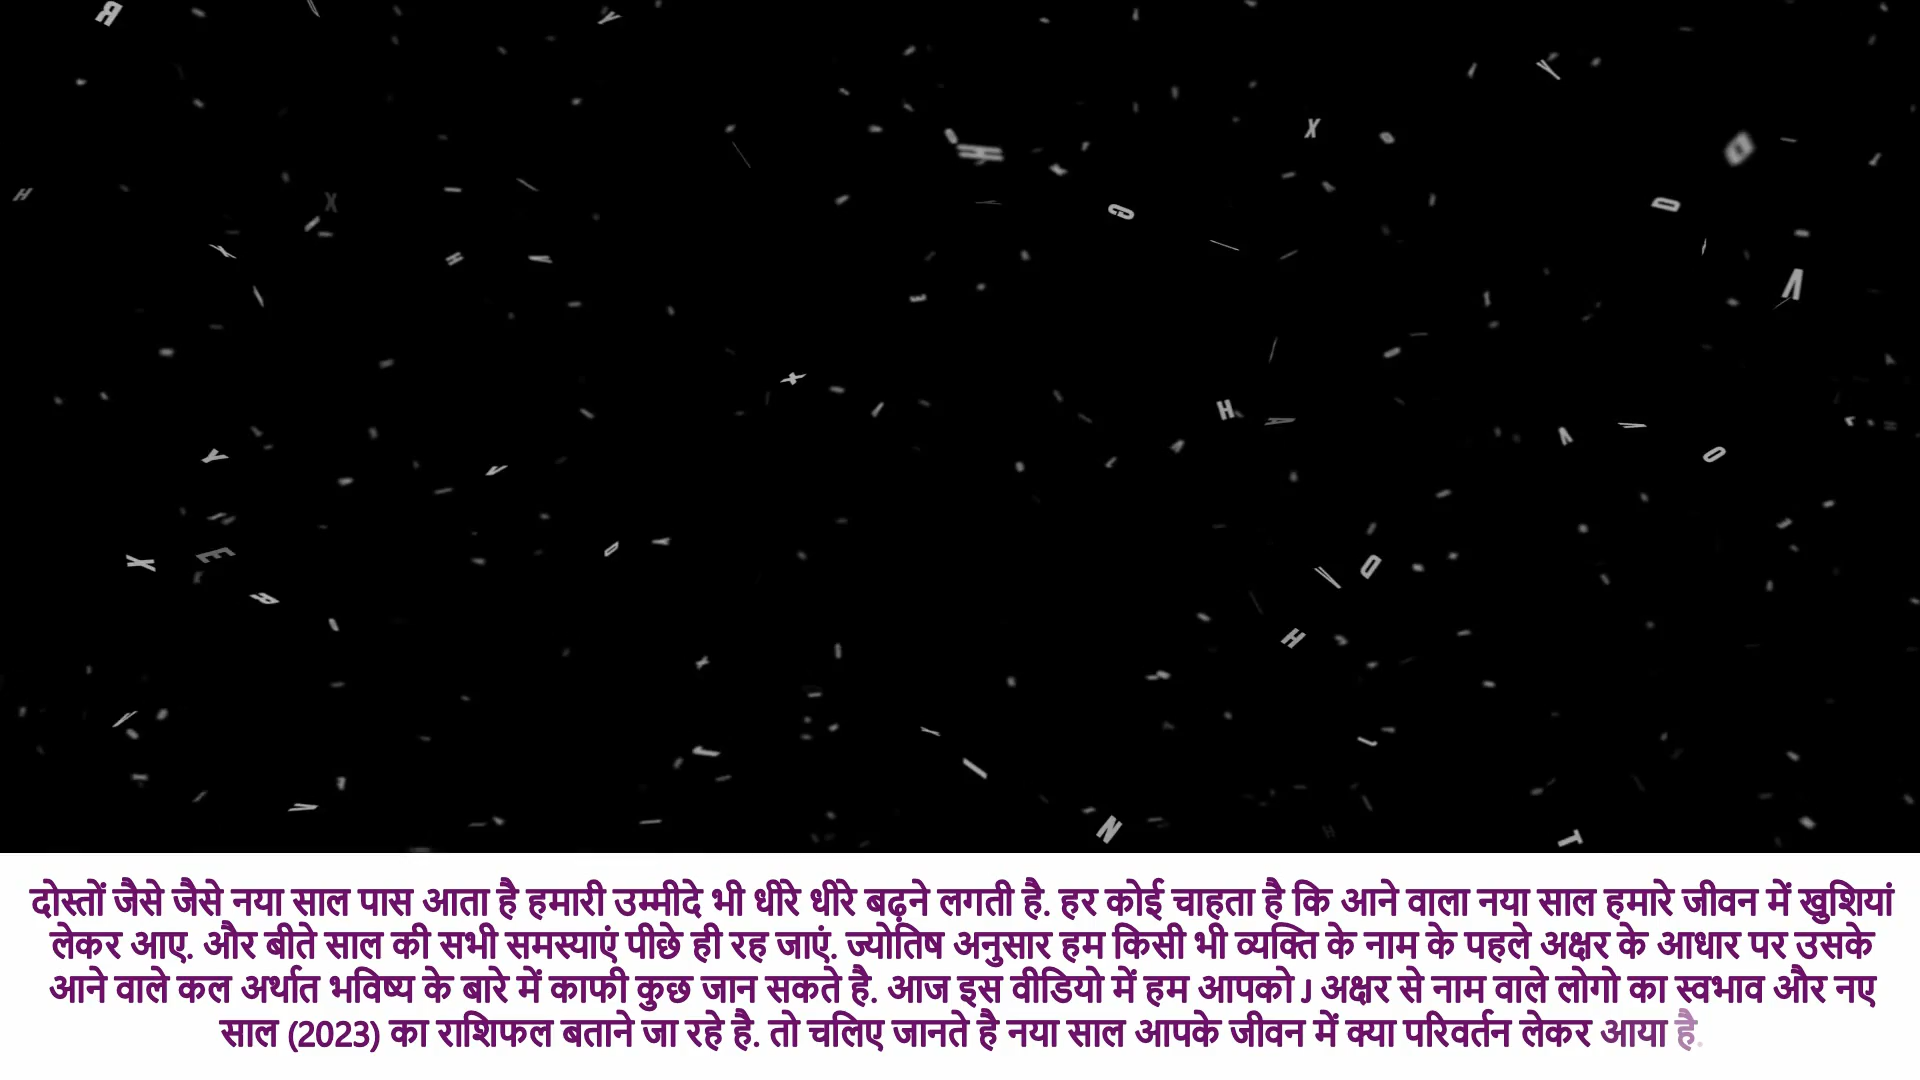 दोस्तों जैसे जैसे नया साल पास आता है हमारी उम्मीदे भी धीरे धीरे बढ़ने लगती है. हर कोई चाहता है कि आने वाला नया साल हमारे जीवन में खुशियां
लेकर आए. और बीते साल की सभी समस्याएं पीछे ही रह जाएं. ज्योतिष अनुसार हम किसी भी व्यक्ति के नाम के पहले अक्षर के आधार पर उसके
आने वाले कल अर्थात भविष्य के बारे में काफी कुछ जान सकते है. आज इस वीडियो में हम आपको J अक्षर से नाम वाले लोगो का स्वभाव और नए
साल (2023) का राशिफल बताने जा रहे है. तो चलिए जानते है नया साल आपके जीवन में क्या परिवर्तन लेकर आया है.